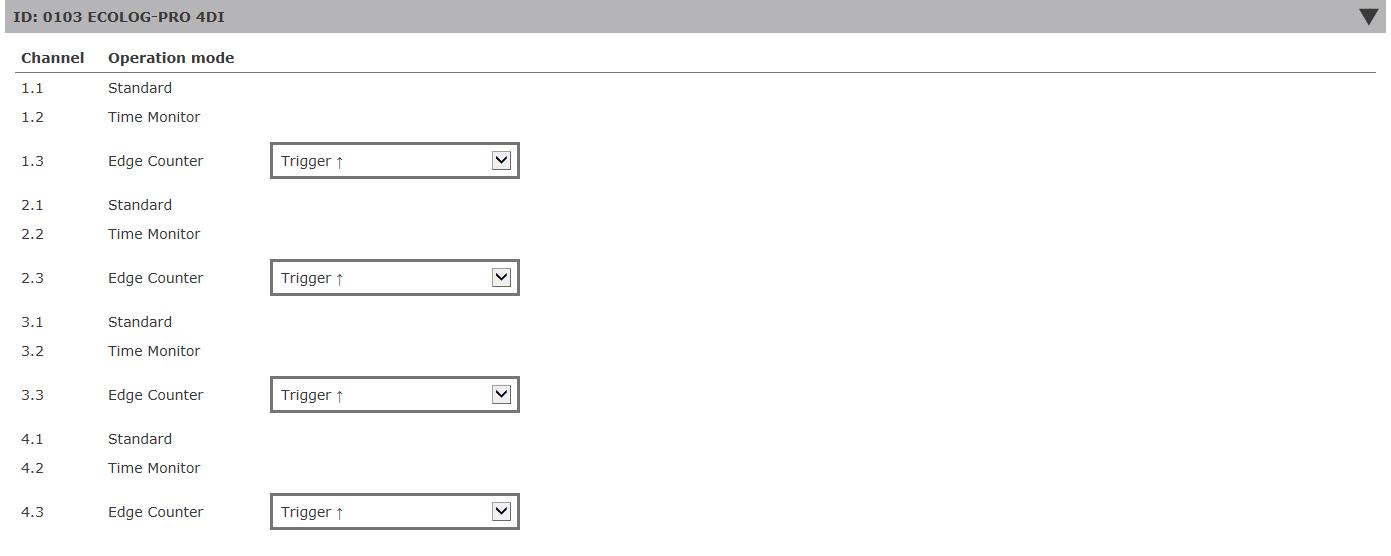 ID: 0103 ECOLOG-PRO 4DI
Channel Operation mode
1.1 Standard
1.2 Time Monitor
1.3 Edge Counter Trigger ↑
2.1 Standard
2.2 Time Monitor
2.3 Edge Counter Trigger ↑
3.1 Standard
3.2 Time Monitor
3.3 Edge Counter Trigger ↑
4.1 Standard
4.2 Time Monitor
4.3 Edge Counter Trigger ↑